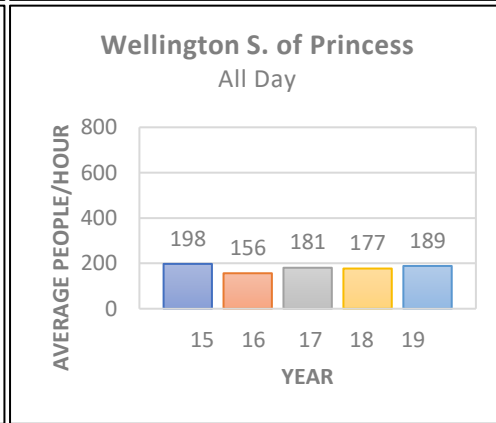 Wellington S. of Princess
All Day
AVERAGE PEOPLE/HOUR
800
600
400
200
0
198
156
181
177
189
15 16 17 18 19
YEAR